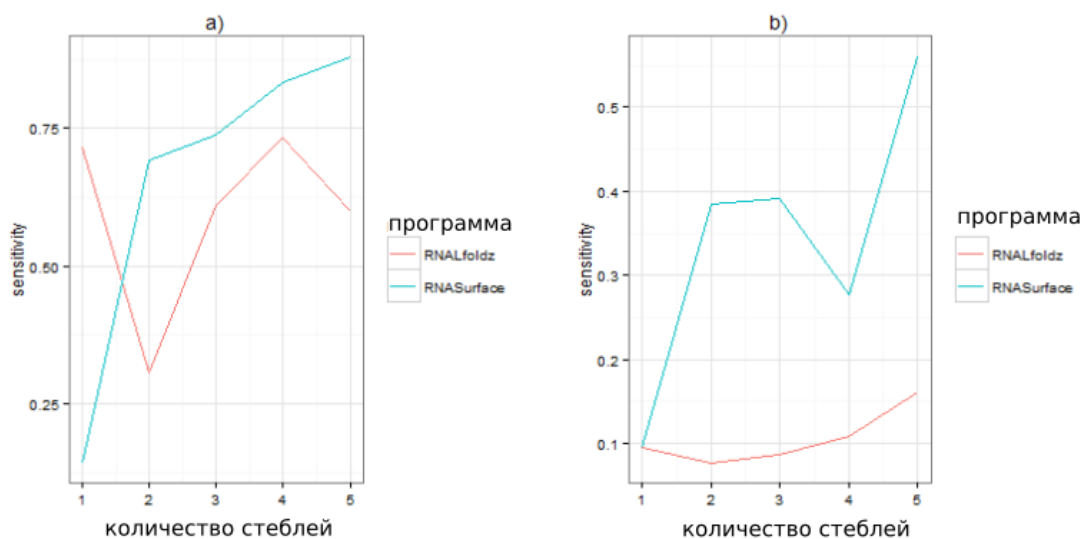 a)
sensitivity
0.75
0.50
0.25
1 2 3 4 5
количество стеблей
программа
RNALfoldz
RNASurface
b)
sensitivity
0.5
0.4
0.3
0.2
0.1
1 2 3 4 5
количество стеблей
программа
RNALfoldz
RNASurface